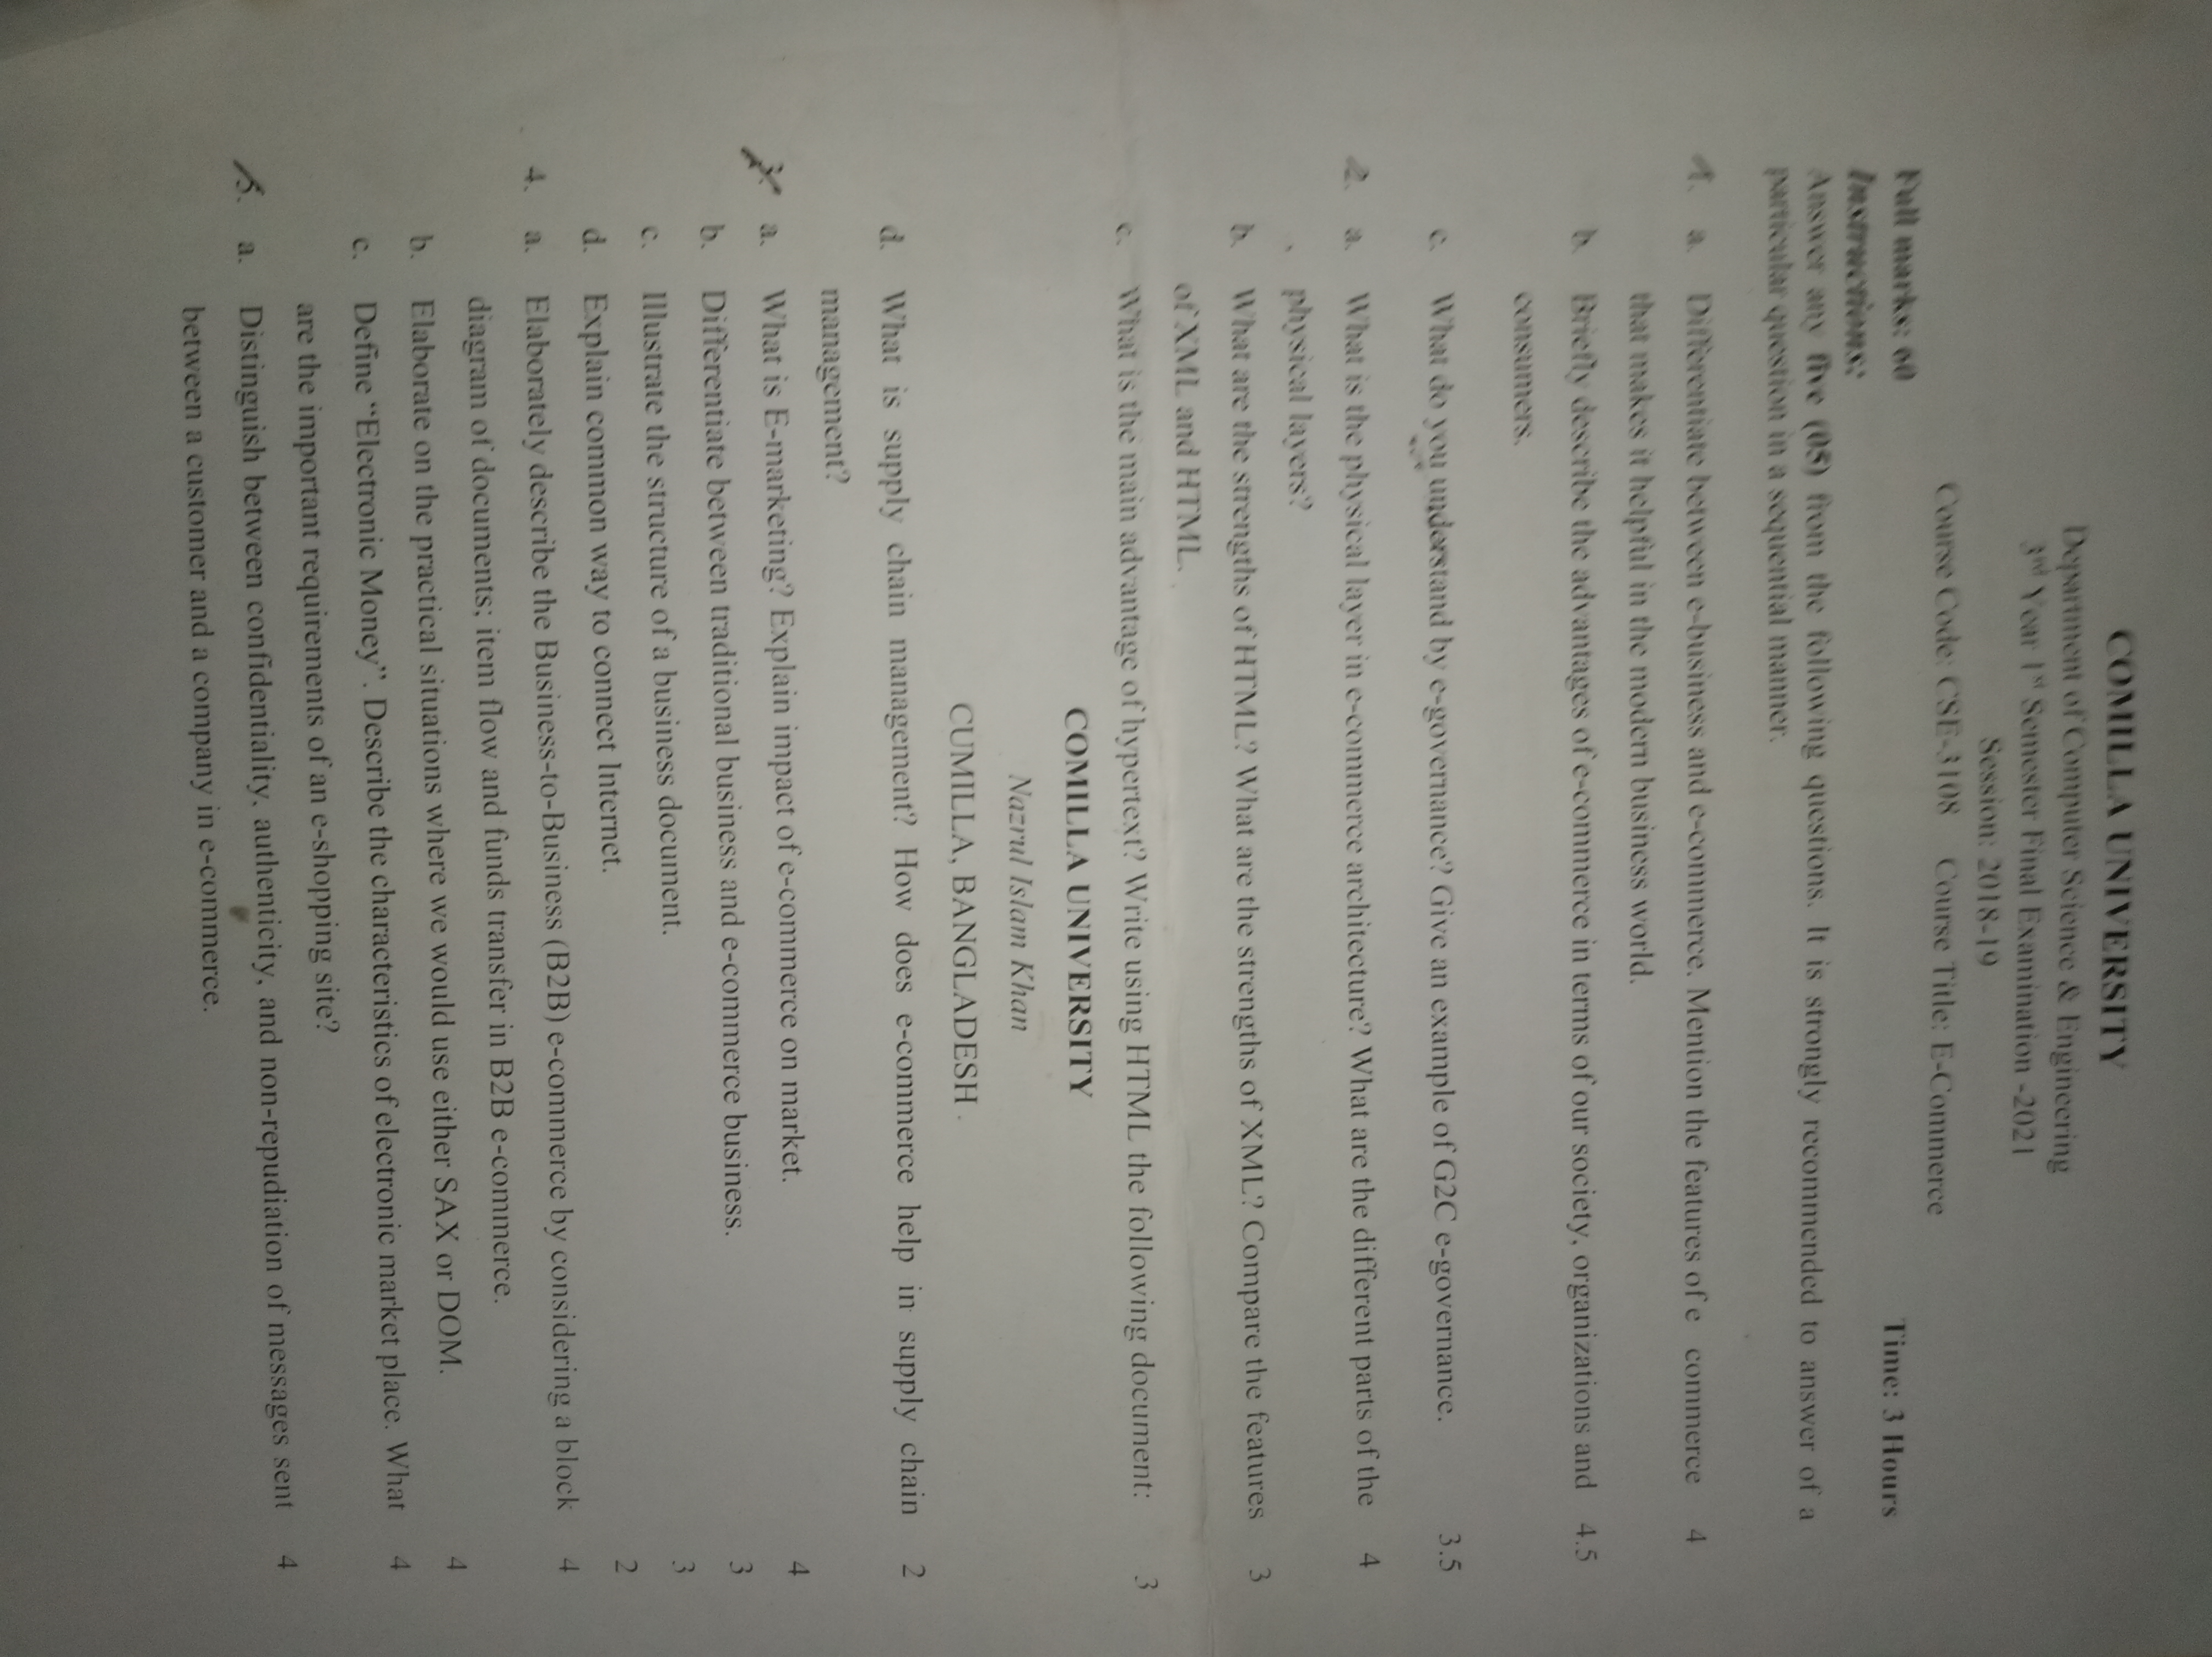 COMILLA UNIVERSITY
Department of Computer Science & Engineering
3rd Year 1st Semester Final Examination -2021
Session: 2018-19
Course Code: CSE-3108 Course Title: E-Commerce
Full marks: 60 Time: 3 Hours
Instructions:
Answer any five (05) from the following questions. It is strongly recommended to answer of a
particular question in a sequential manner.
1. a. Differentiate between e-business and e-commerce. Mention the features of e commerce 4
that makes it helpful in the modern business world.
b. Briefly describe the advantages of e-commerce in terms of our society, organizations and 4.5
consumers.
c. What do you understand by e-governance? Give an example of G2C e-governance. 3.5
2. a. What is the physical layer in e-commerce architecture? What are the different parts of the 4
physical layers?
b. What are the strengths of HTML? What are the strengths of XML? Compare the features 3
of XML and HTML.
c. What is the main advantage of hypertext? Write using HTML the following document: 3
COMILLA UNIVERSITY
Nazrul Islam Khan
CUMILLA, BANGLADESH .
d. What is supply chain management? How does e-commerce help in supply chain 2
management?
3. a. What is E-marketing? Explain impact of e-commerce on market. 4
b. Differentiate between traditional business and e-commerce business. 3
c. Illustrate the structure of a business document. 3
d. Explain common way to connect Internet. 2
4. a. Elaborately describe the Business-to-Business (B2B) e-commerce by considering a block 4
diagram of documents; item flow and funds transfer in B2B e-commerce.
b. Elaborate on the practical situations where we would use either SAX or DOM. 4
c. Define “Electronic Money”. Describe the characteristics of electronic market place. What 4
are the important requirements of an e-shopping site?
5. a. Distinguish between confidentiality, authenticity, and non-repudiation of messages sent 4
between a customer and a company in e-commerce.